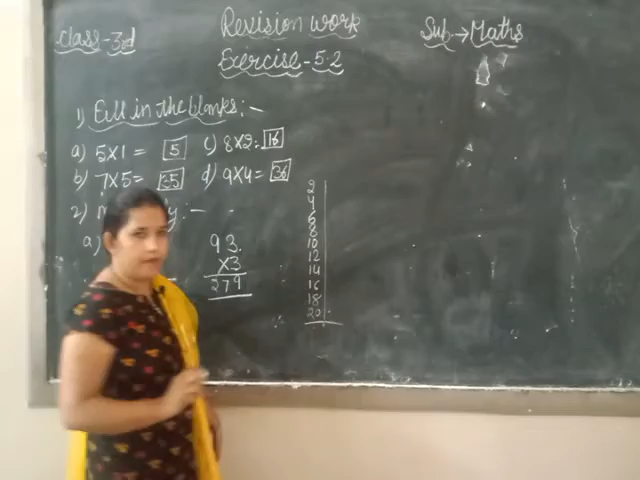 Class-3rd
Revision work
Sub.→Maths
Exercise-5.2
1) Fill in the blanks:-
a) 5X1= 5
c) 8X2=16
b) 7X5= 35
d) 9X4=36
2)
a)
93
X3
279
2
4
6
8
10
12
14
16
18
20